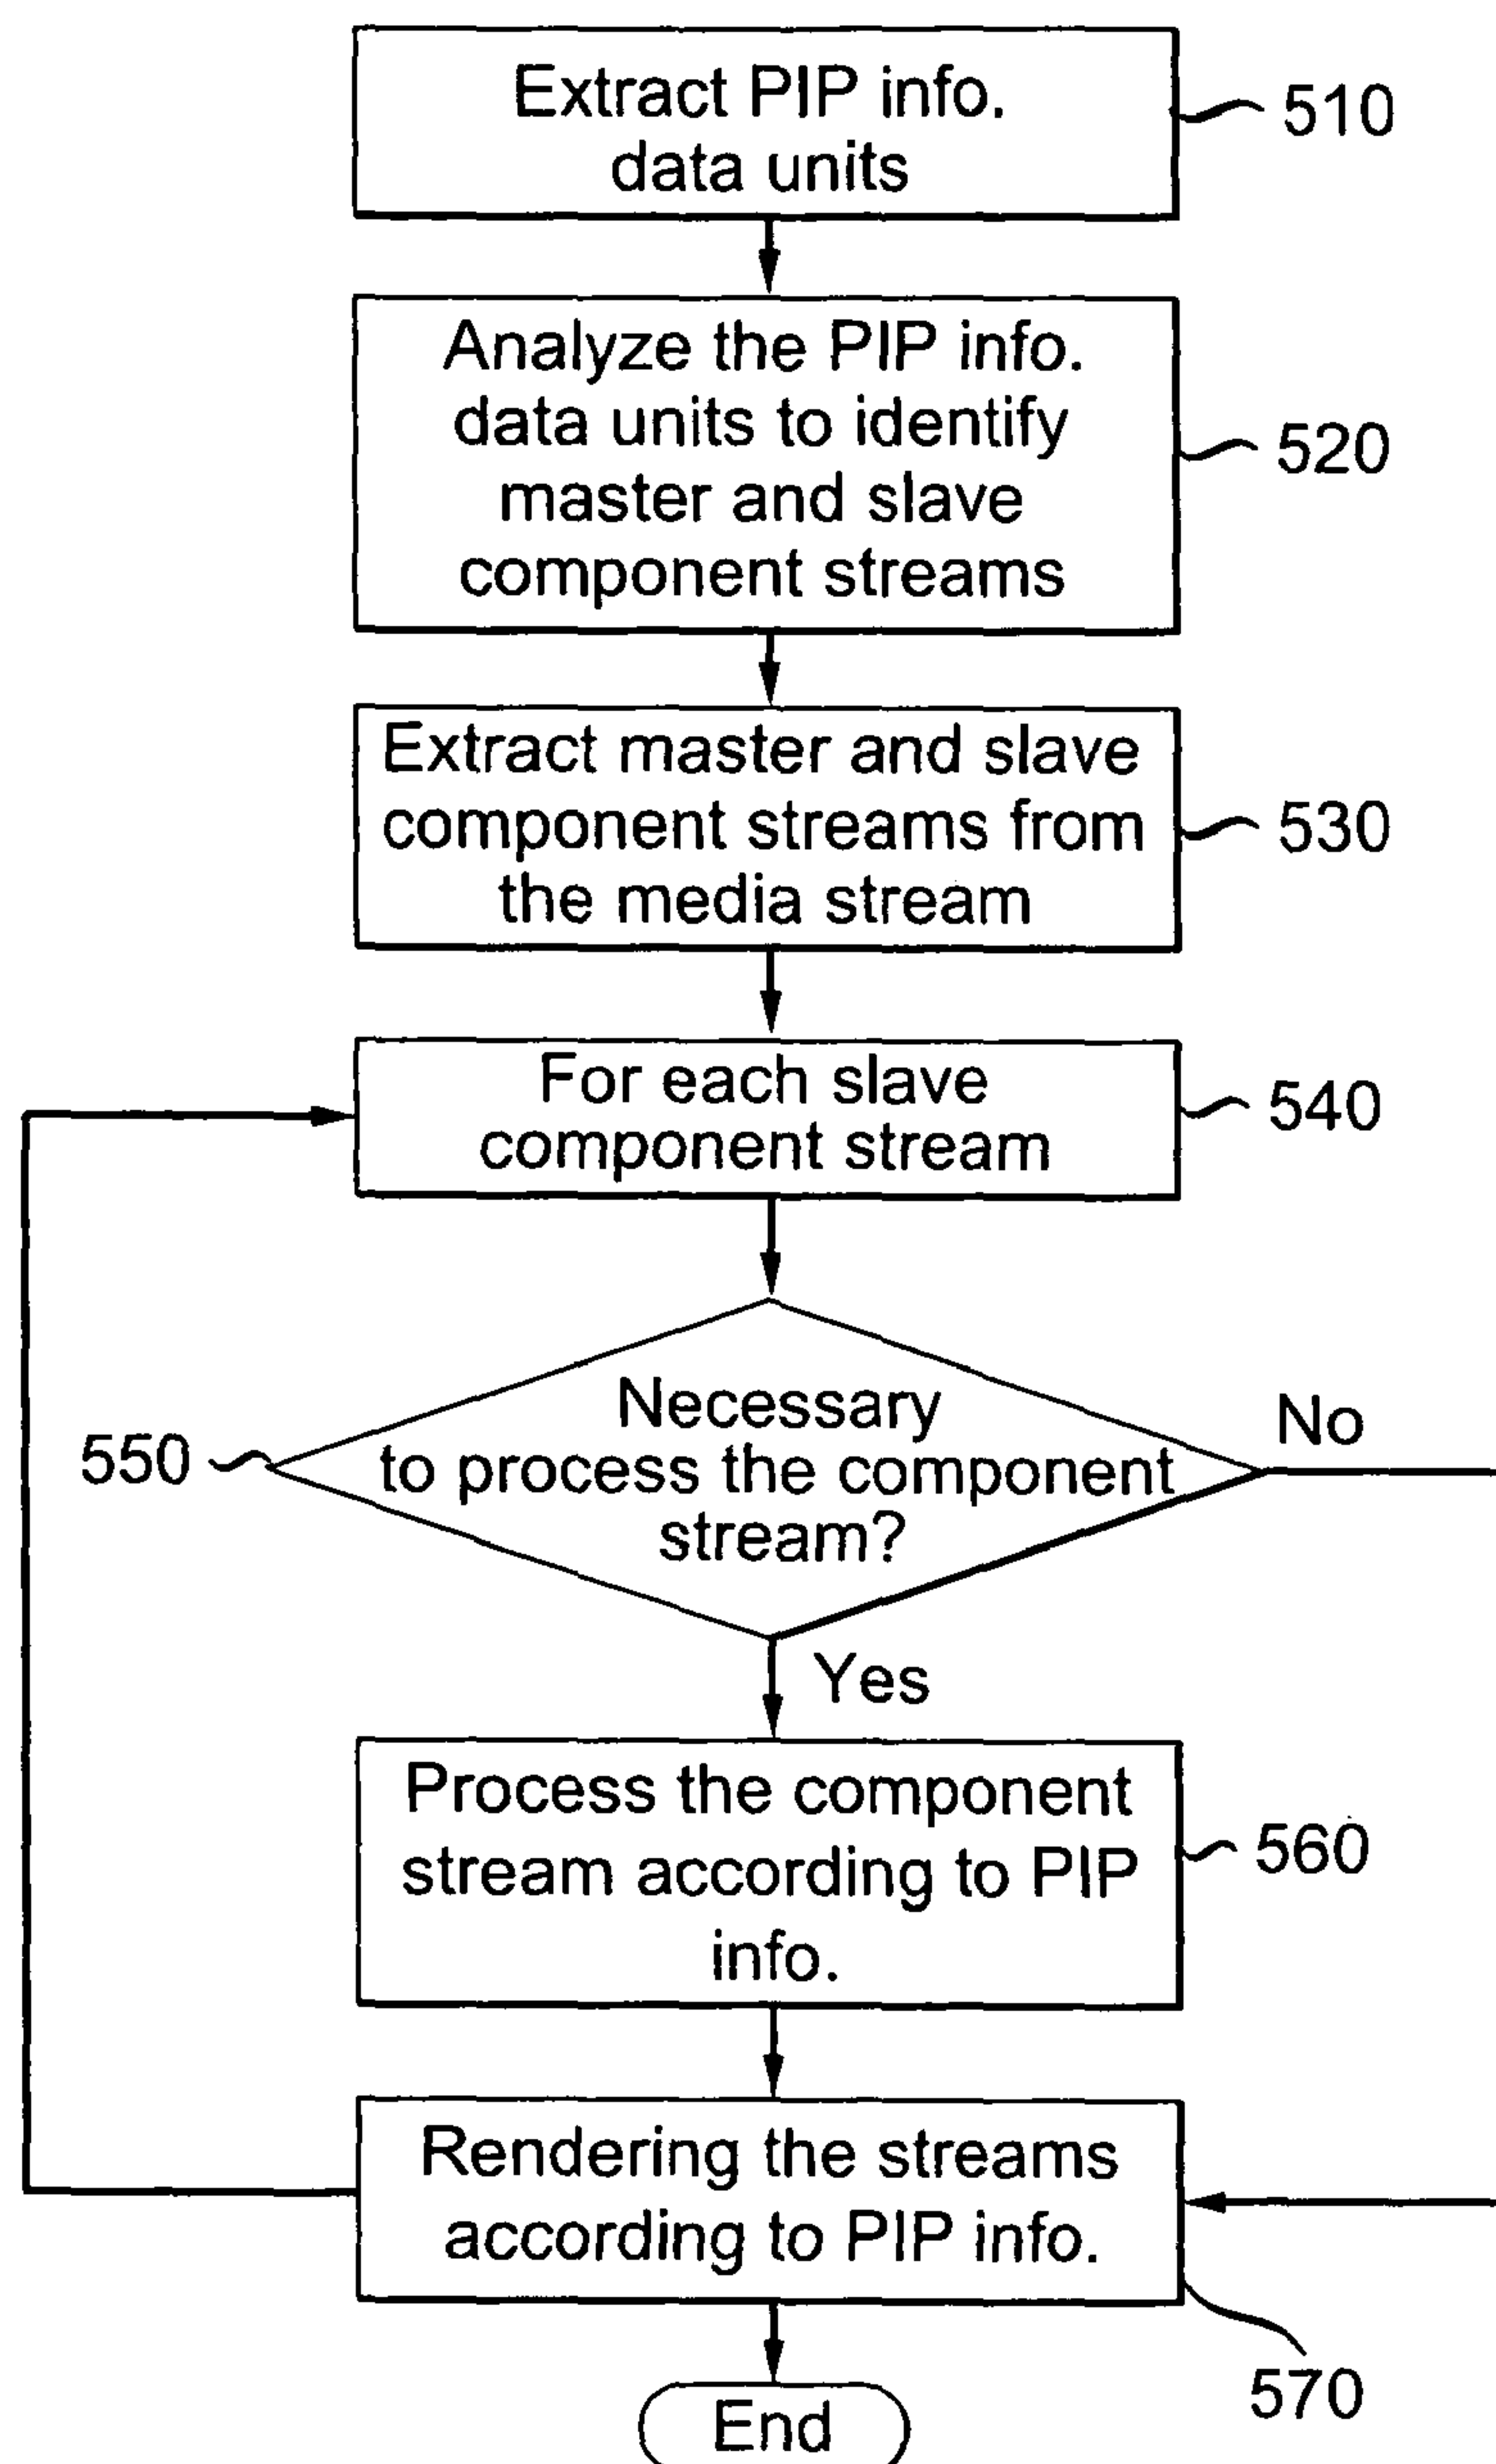 Extract PIP info.
data units
510
Analyze the PIP info.
data units to identify
master and slave
component streams
520
Extract master and slave
component streams from
the media stream
530
For each slave
component stream
540
Necessary
to process the component
stream?
550
No
Yes
Process the component
stream according to PIP
info.
560
Rendering the streams
according to PIP info.
570
End